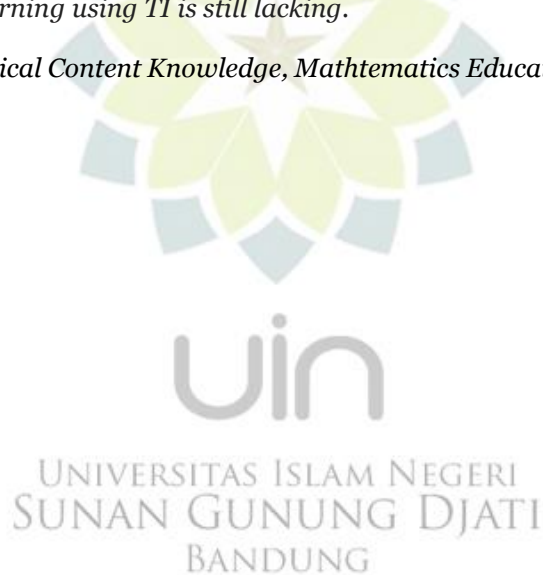 rning using TI is still lacking.
ical Content Knowledge, Mathtematics Educa
uin
UNIVERSITAS ISLAM NEGERI
SUNAN GUNUNG DJATI
BANDUNG